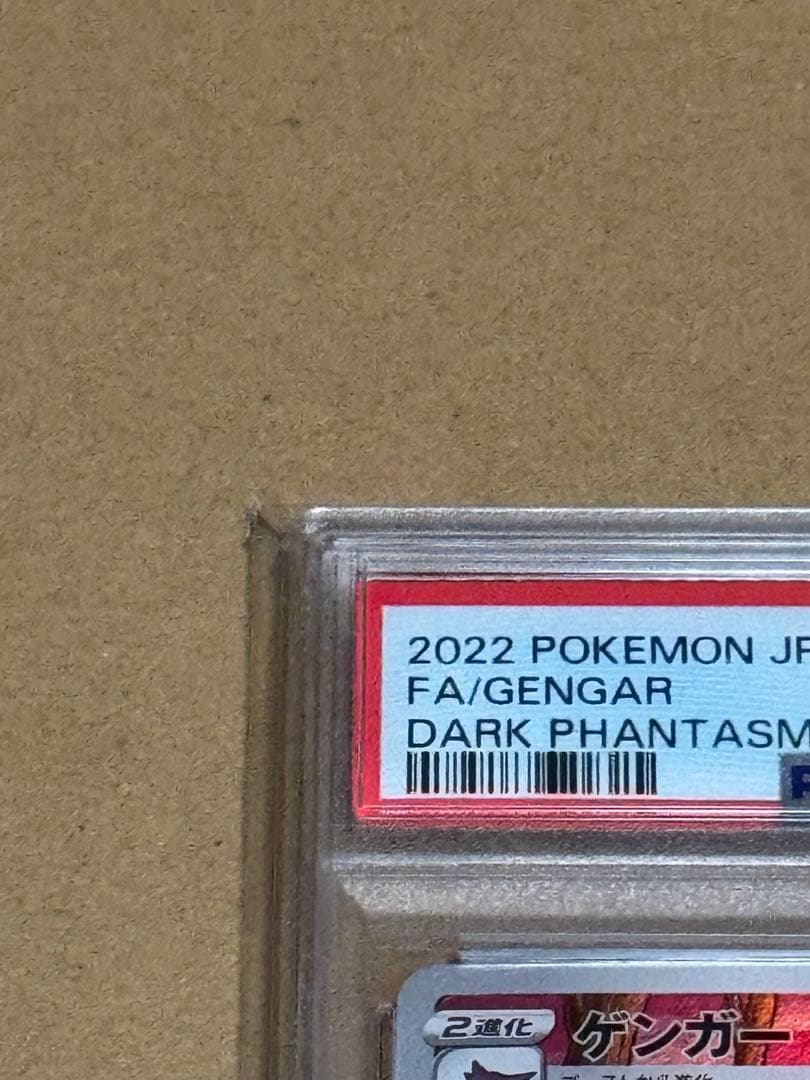 2022 POKEMON JP
FA/GENGAR
DARK PHANTASM
2進化
ゲンガー